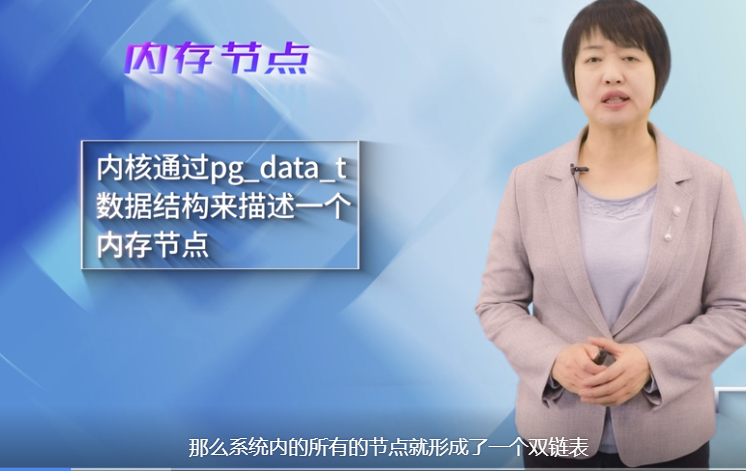 内存节点
内核通过pg_data_t
数据结构来描述一个
内存节点
那么系统内的所有的节点就形成了一个双链表